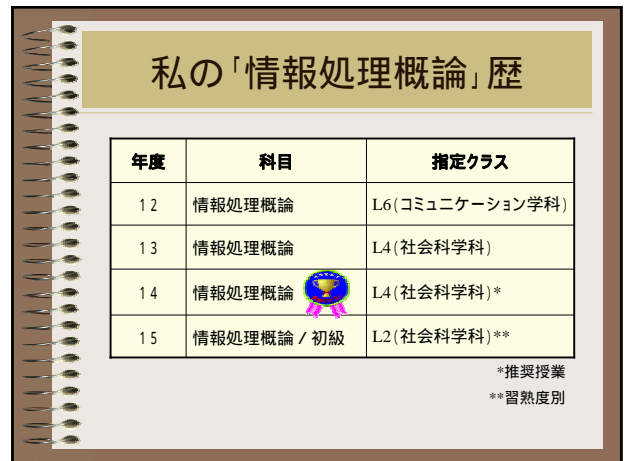 私の「情報処理概論」歴
年度 科目 指定クラス
12 情報処理概論 L6(コミュニケーション学科)
13 情報処理概論 L4(社会科学科)
14 情報処理概論 L4(社会科学科)*
15 情報処理概論/初級 L2(社会科学科)**
*推奨授業
**習熟度別